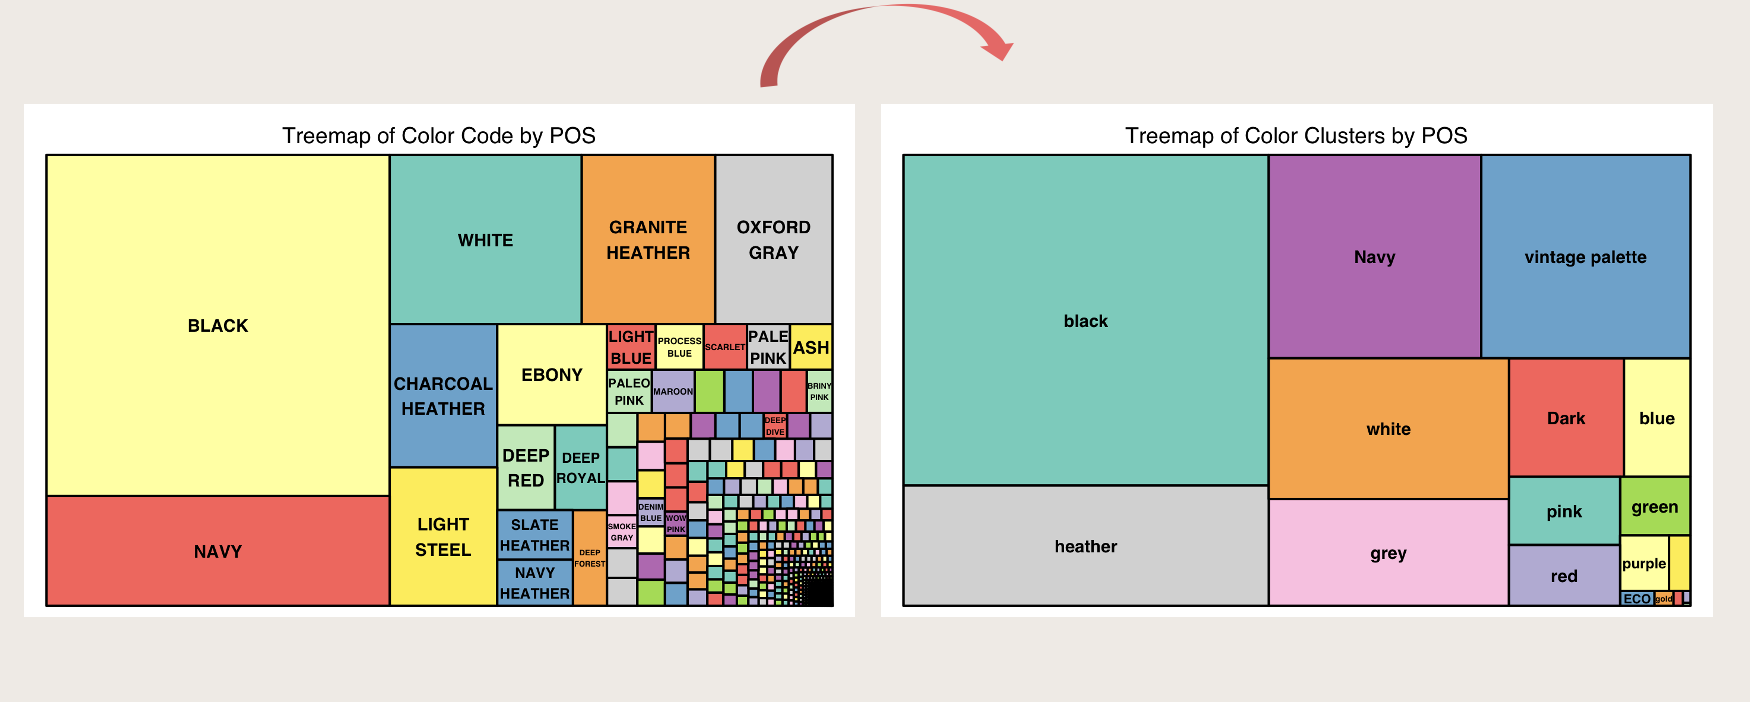 Treemap of Color Code by POS
BLACK
NAVY
WHITE
GRANITE
HEATHER
OXFORD
GRAY
CHARCOAL
HEATHER
EBONY
LIGHT
BLUE
PROCESS
BLUE
SCARLET
PALE
PINK
ASH
PALEO
PINK
MAROON
BRINY
PINK
DEEP
DIVE
DEEP
RED
DEEP
ROYAL
LIGHT
STEEL
SLATE
HEATHER
NAVY
HEATHER
DEEP
FOREST
SMOKE
GRAY
DENIM
BLUE
WOW
PINK
Treemap of Color Clusters by POS
black
heather
Navy
vintage palette
white
grey
Dark
blue
pink
green
red
purple
ECO
gold